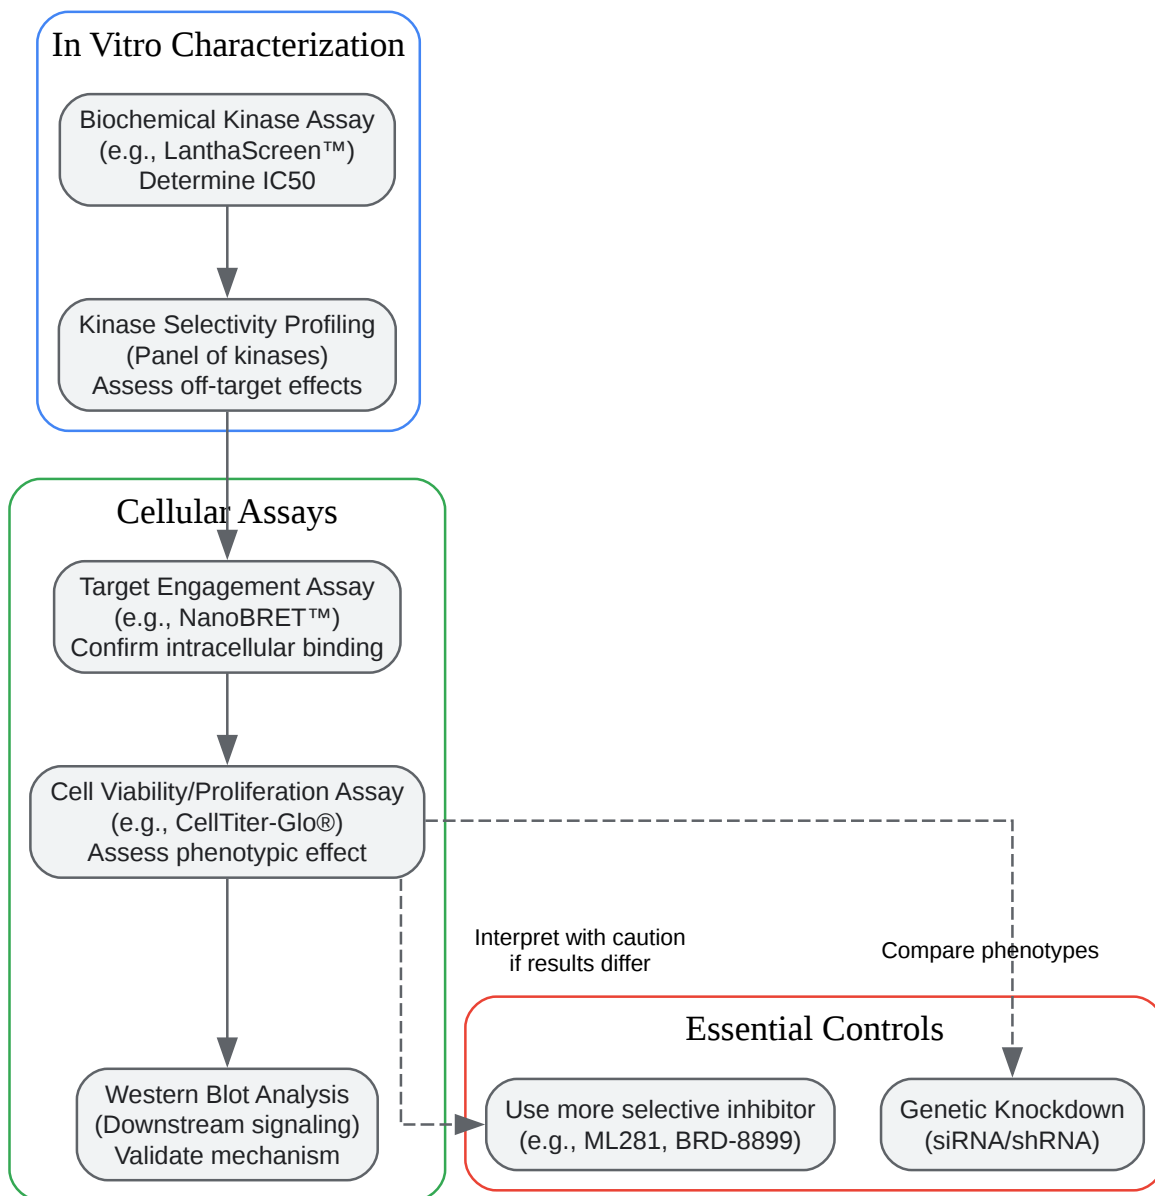 In Vitro Characterization
Biochemical Kinase Assay
(e.g., LanthaScreen™)
Determine IC50
Kinase Selectivity Profiling
(Panel of kinases)
Assess off-target effects
Cellular Assays
Target Engagement Assay
(e.g., NanoBRET™)
Confirm intracellular binding
Cell Viability/Proliferation Assay
(e.g., CellTiter-Glo®)
Assess phenotypic effect
Interpret with caution
if results differ
Compare phenotypes
Essential Controls
Western Blot Analysis
(Downstream signaling)
Validate mechanism
Use more selective inhibitor
(e.g., ML281, BRD-8899)
Genetic Knockdown
(siRNA/shRNA)